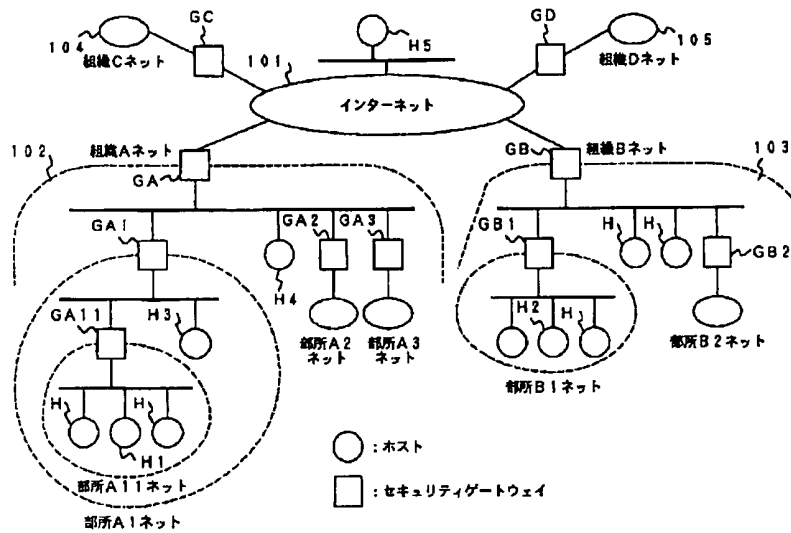 GC
GD
H5
104
105
組織Cネット
101
組織Dネット
インターネット
102
組織Aネット
GA
GB
組織Bネット
103
GA1
GA2
GA3
GB1
H
H
GB2
H4
GA11
H3
H2
H
部所A2
ネット
部所A3
ネット
部所B2ネット
部所B1ネット
H
H
H1
部所A11ネット
部所A1ネット
:ホスト
:セキュリティゲートウェイ